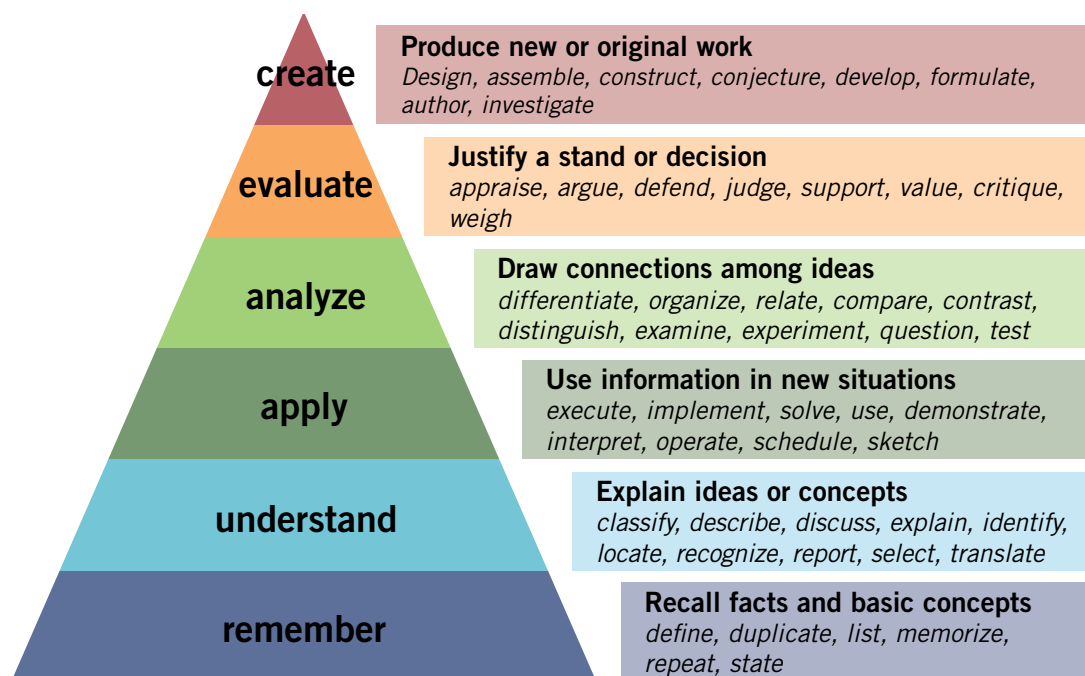 create
Produce new or original work
Design, assemble, construct, conjecture, develop, formulate,
author, investigate
evaluate
Justify a stand or decision
appraise, argue, defend, judge, support, value, critique,
weigh
analyze
Draw connections among ideas
differentiate, organize, relate, compare, contrast,
distinguish, examine, experiment, question, test
apply
Use information in new situations
execute, implement, solve, use, demonstrate,
interpret, operate, schedule, sketch
understand
Explain ideas or concepts
classify, describe, discuss, explain, identify,
locate, recognize, report, select, translate
remember
Recall facts and basic concepts
define, duplicate, list, memorize,
repeat, state